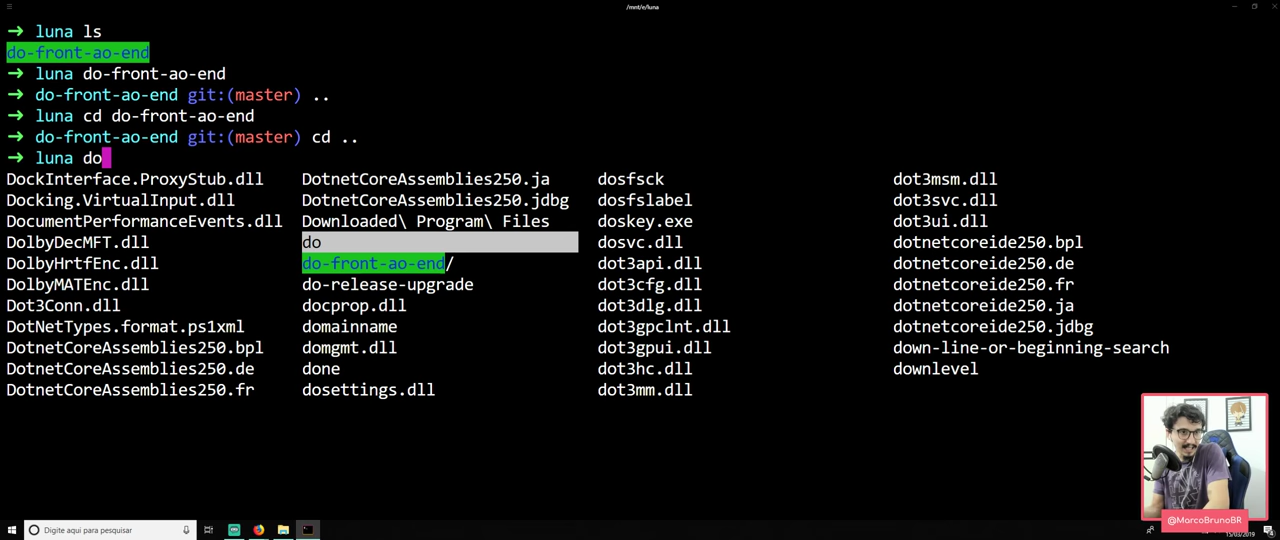 /mnt/e/luna
→ luna ls
do-front-ao-end
→ luna do-front-ao-end
→ do-front-ao-end git:(master) ..
→ luna cd do-front-ao-end
→ do-front-ao-end git:(master) cd ..
→ luna do
DockInterface.ProxyStub.dll DotnetCoreAssemblies250.ja dosfsck dot3msm.dll
Docking.VirtualInput.dll DotnetCoreAssemblies250.jdbg dosfslabel dot3svc.dll
DocumentPerformanceEvents.dll Downloaded\ Program\ Files doskey.exe dot3ui.dll
DolbyDecMFT.dll do dosvc.dll dotnetcoreide250.bpl
DolbyHrtfEnc.dll do-front-ao-end/ dot3api.dll dotnetcoreide250.de
DolbyMATEnc.dll do-release-upgrade dot3cfg.dll dotnetcoreide250.fr
Dot3Conn.dll docprop.dll dot3dlg.dll dotnetcoreide250.ja
DotNetTypes.format.ps1xml domainname dot3gpclnt.dll dotnetcoreide250.jdbg
DotnetCoreAssemblies250.bpl domgmt.dll dot3gpui.dll down-line-or-beginning-search
DotnetCoreAssemblies250.de done dot3hc.dll downlevel
DotnetCoreAssemblies250.fr dosettings.dll dot3mm.dll
@MarcoBrunoBR
Digite aqui para pesquisar
15/03/2019